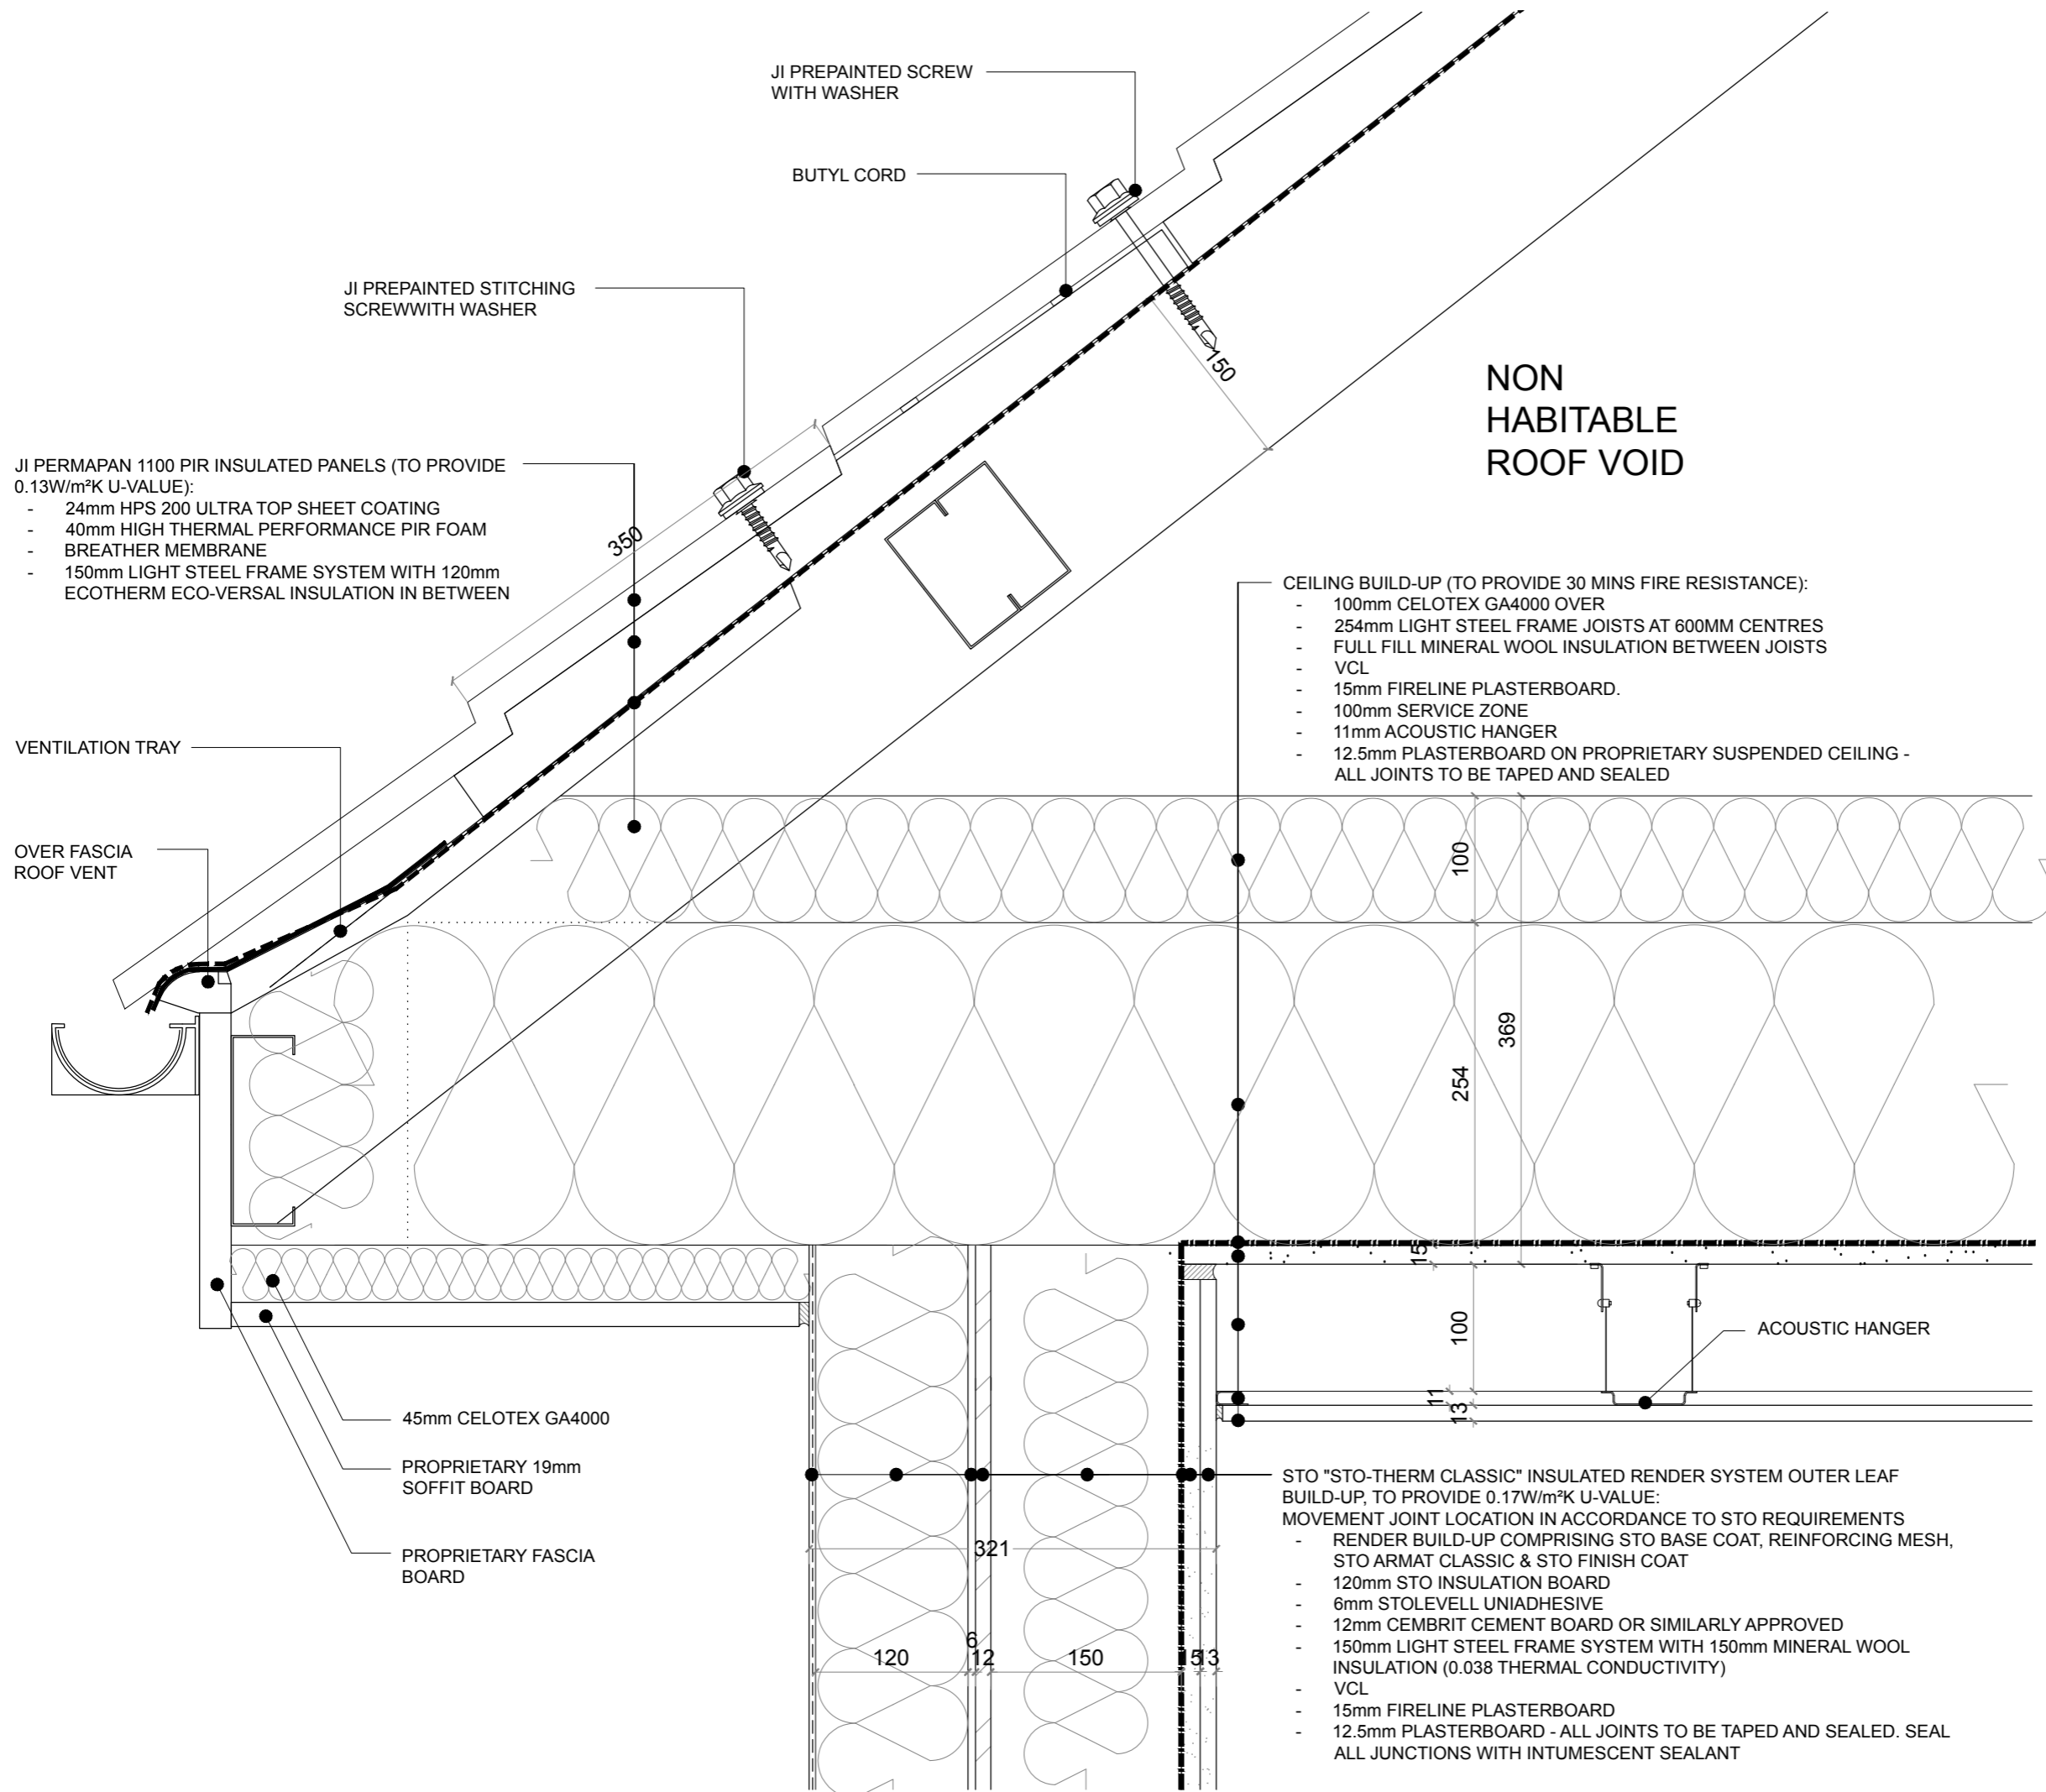 JI PREPAINTED SCREW
WITH WASHER
BUTYL CORD
JI PREPAINTED STITCHING
SCREWWITH WASHER
150
NON
HABITABLE
ROOF VOID
JI PERMAPAN 1100 PIR INSULATED PANELS (TO PROVIDE
0.13W/m²K U-VALUE):
- 24mm HPS 200 ULTRA TOP SHEET COATING
- 40mm HIGH THERMAL PERFORMANCE PIR FOAM
- BREATHER MEMBRANE
- 150mm LIGHT STEEL FRAME SYSTEM WITH 120mm
ECOTHERM ECO-VERSAL INSULATION IN BETWEEN
350
CEILING BUILD-UP (TO PROVIDE 30 MINS FIRE RESISTANCE):
- 100mm CELOTEX GA4000 OVER
- 254mm LIGHT STEEL FRAME JOISTS AT 600MM CENTRES
- FULL FILL MINERAL WOOL INSULATION BETWEEN JOISTS
- VCL
- 15mm FIRELINE PLASTERBOARD.
- 100mm SERVICE ZONE
- 11mm ACOUSTIC HANGER
- 12.5mm PLASTERBOARD ON PROPRIETARY SUSPENDED CEILING -
ALL JOINTS TO BE TAPED AND SEALED
VENTILATION TRAY
OVER FASCIA
ROOF VENT
100
369
254
15
100
11
13
ACOUSTIC HANGER
45mm CELOTEX GA4000
PROPRIETARY 19mm
SOFFIT BOARD
PROPRIETARY FASCIA
BOARD
STO "STO-THERM CLASSIC" INSULATED RENDER SYSTEM OUTER LEAF
BUILD-UP, TO PROVIDE 0.17W/m²K U-VALUE:
MOVEMENT JOINT LOCATION IN ACCORDANCE TO STO REQUIREMENTS
- RENDER BUILD-UP COMPRISING STO BASE COAT, REINFORCING MESH,
STO ARMAT CLASSIC & STO FINISH COAT
- 120mm STO INSULATION BOARD
- 6mm STOLEVELL UNIADHESIVE
- 12mm CEMBRIT CEMENT BOARD OR SIMILARLY APPROVED
- 150mm LIGHT STEEL FRAME SYSTEM WITH 150mm MINERAL WOOL
INSULATION (0.038 THERMAL CONDUCTIVITY)
- VCL
- 15mm FIRELINE PLASTERBOARD
- 12.5mm PLASTERBOARD - ALL JOINTS TO BE TAPED AND SEALED. SEAL
ALL JUNCTIONS WITH INTUMESCENT SEALANT
321
6
120 12 150 15 13